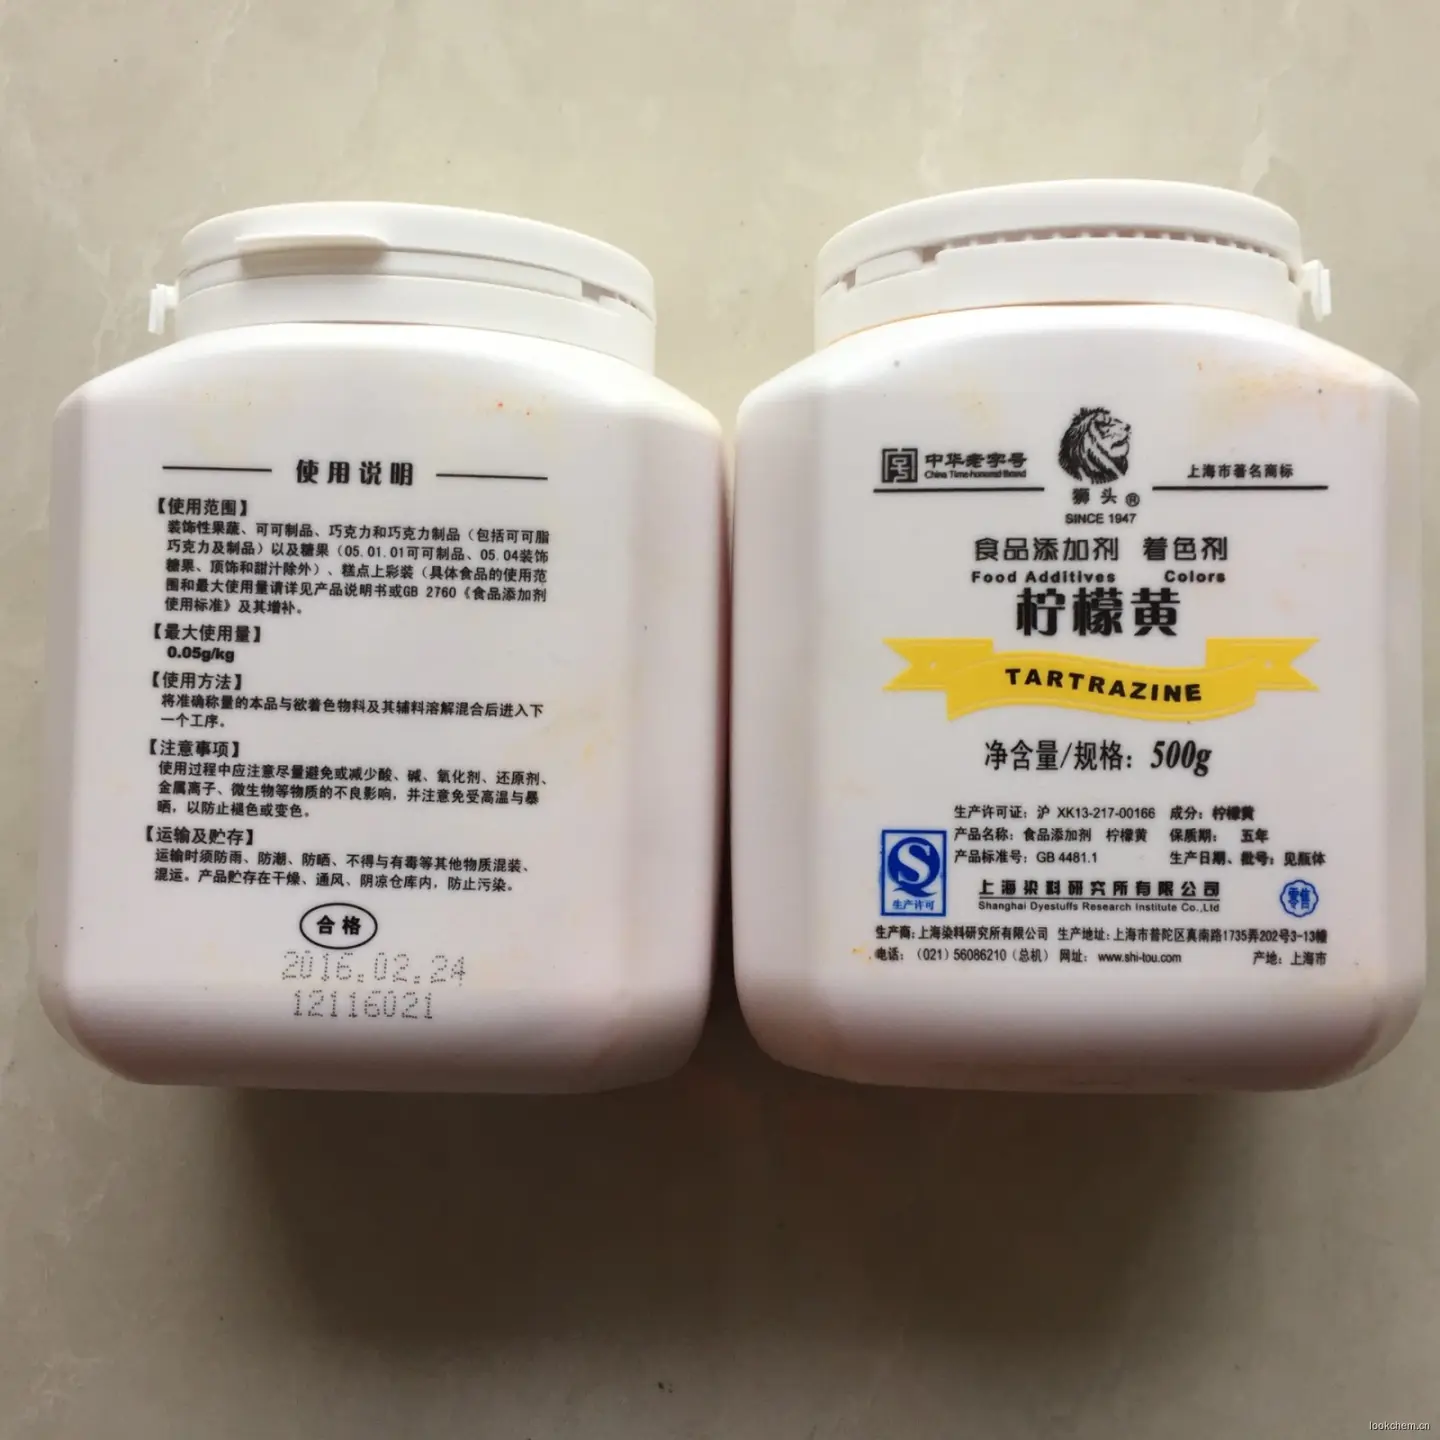 使用说明
【使用范围】
装饰性果蔬、可可制品、巧克力和巧克力制品（包括可可脂
巧克力及制品）以及糖果（05.01.01可可制品、05.04装饰
糖果、顶饰和甜汁除外）、糕点上彩装（具体食品的使用范
围和最大使用量请详见产品说明书或GB 2760《食品添加剂
使用标准》及其增补。
【最大使用量】
0.05g/kg
【使用方法】
将准确称量的本品与欲着色物料及其辅料溶解混合后进入下
一个工序。
【注意事项】
使用过程中应注意尽量避免或减少酸、碱、氧化剂、还原剂、
金属离子、微生物等物质的不良影响，并注意免受高温与暴
晒，以防止褪色或变色。
【运输及贮存】
运输时须防雨、防潮、防晒、不得与有毒等其他物质混装、
混运。产品贮存在干燥、通风、阴凉仓库内，防止污染。
合格
2016.02.24
12116021
中华老字号
China Time-honored Brand
狮头®
SINCE 1947
上海市著名商标
食品添加剂 着色剂
Food Additives Colors
柠檬黄
TARTRAZINE
净含量/规格：500g
生产许可证：沪 XK13-217-00166 成分：柠檬黄
产品名称：食品添加剂 柠檬黄 保质期： 五年
产品标准号：GB 4481.1 生产日期、批号：见瓶体
生产许可
上海染料研究所有限公司
Shanghai Dyestuffs Research Institute Co.,Ltd
零售
生产商：上海染料研究所有限公司 生产地址：上海市普陀区真南路1735弄202号3-13幢
电话：（021）56086210（总机） 网址：www.shi-tou.com 产地：上海市
lookchem.cn